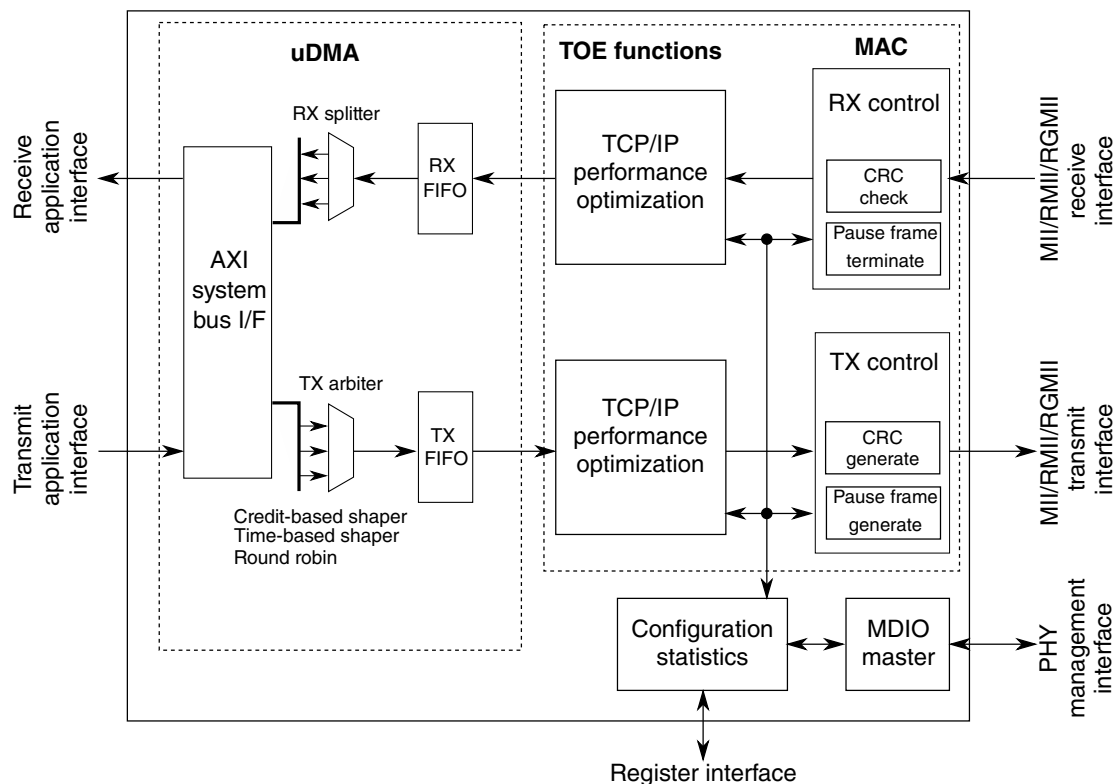 uDMA
TOE functions
MAC
RX splitter
RX
FIFO
TCP/IP
performance
optimization
RX control
CRC
check
Pause frame
terminate
Receive
application
interface
MII/RMII/RGMII
receive
interface
AXI
system
bus I/F
TX arbiter
TX
FIFO
Credit-based shaper
Time-based shaper
Round robin
TCP/IP
performance
optimization
TX control
CRC
generate
Pause frame
generate
Transmit
application
interface
MII/RMII/RGMII
transmit
interface
Configuration
statistics
MDIO
master
PHY
management
interface
Register interface